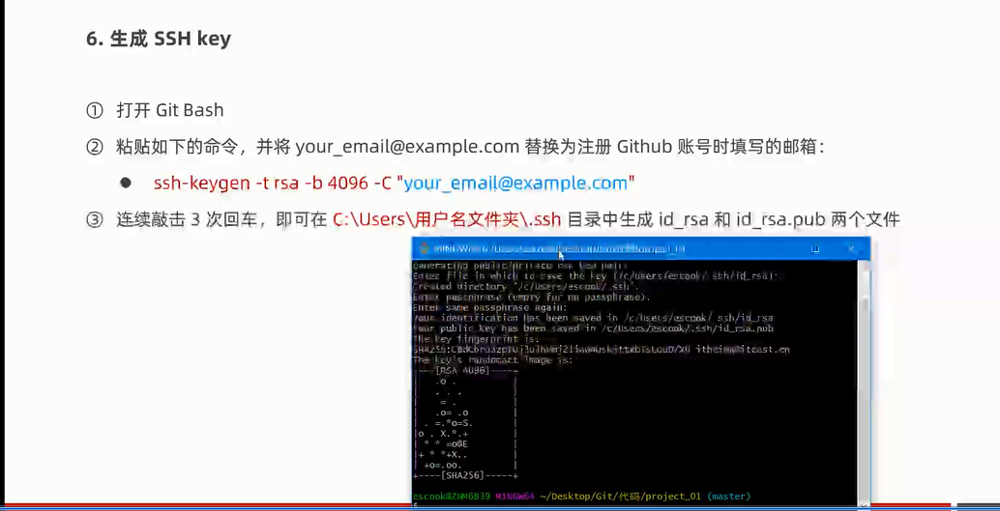 6. 生成 SSH key
① 打开 Git Bash
② 粘贴如下的命令，并将 your_email@example.com 替换为注册 Github 账号时填写的邮箱：
● ssh-keygen -t rsa -b 4096 -C "your_email@example.com"
③ 连续敲击 3 次回车，即可在 C:\Users\用户名文件夹\.ssh 目录中生成 id_rsa 和 id_rsa.pub 两个文件
Generating public/private rsa key pair.
Enter file in which to save the key (/c/Users/escook/.ssh/id_rsa):
Created directory '/c/Users/escook/.ssh'.
Enter passphrase (empty for no passphrase):
Enter same passphrase again:
Your identification has been saved in /c/Users/escook/.ssh/id_rsa
Your public key has been saved in /c/Users/escook/.ssh/id_rsa.pub
The key fingerprint is:
itheima@itcast.cn
The key's randomart image is:
+---[RSA 4096]----+
| .o . |
| . . . |
| = . |
| .o= .o |
| . =.*o=S. |
|o . X.*.+ |
| * * =o@E |
|+ * *+X.. |
| +o=.oo. |
+----[SHA256]-----+
escook@ZHM6B39 MINGW64 ~/Desktop/Git/代码/project_01 (master)